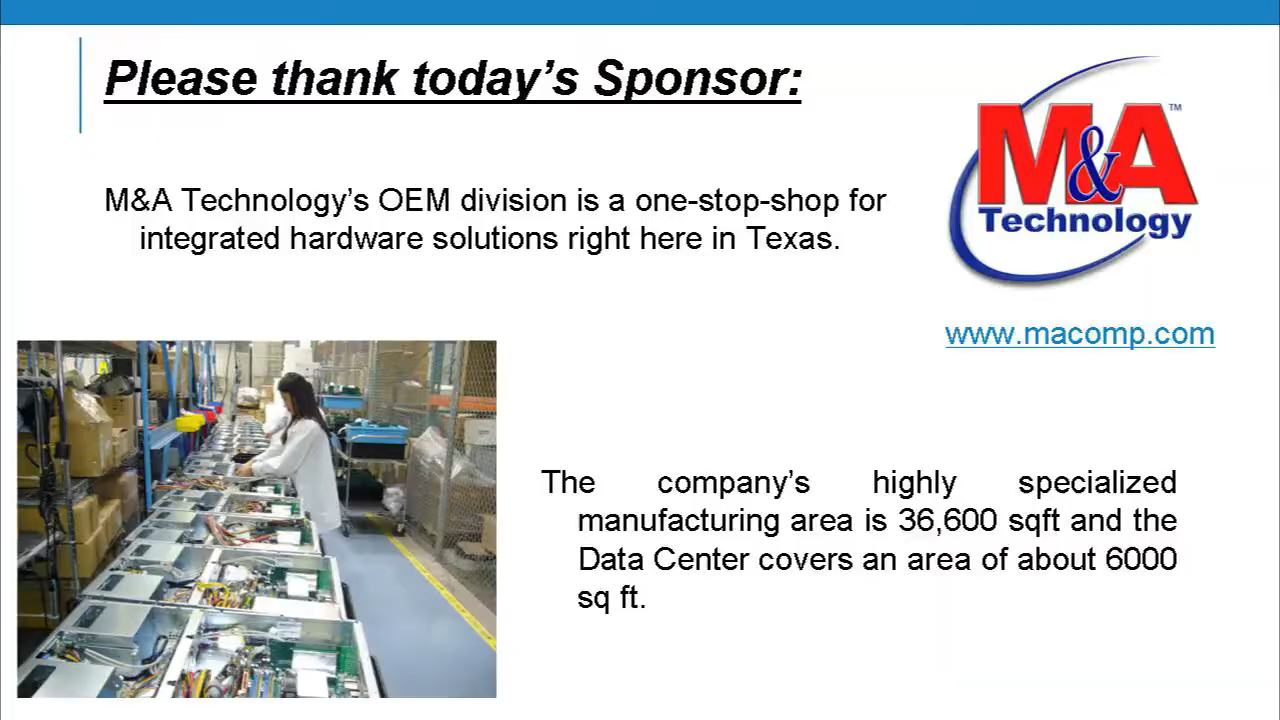 Please thank today’s Sponsor:
M&A™
Technology
M&A Technology’s OEM division is a one-stop-shop for
integrated hardware solutions right here in Texas.
www.macomp.com
The company’s highly specialized
manufacturing area is 36,600 sqft and the
Data Center covers an area of about 6000
sq ft.